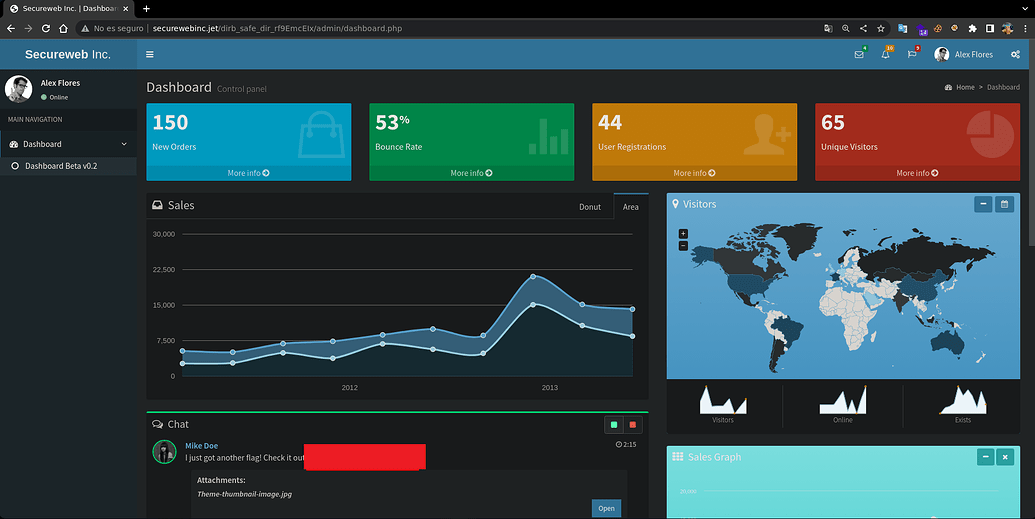 Secureweb Inc. | Dashboa
No es seguro | securewebinc.jet/dirb_safe_dir_rf9EmcEIx/admin/dashboard.php
14
Secureweb Inc.
4
10
9
Alex Flores
Alex Flores
Online
MAIN NAVIGATION
Dashboard
Dashboard Beta v0.2
Dashboard Control panel
Home > Dashboard
150
New Orders
More info
53%
Bounce Rate
More info
44
User Registrations
More info
65
Unique Visitors
More info
Sales
Donut
Area
30,000
22,500
15,000
7,500
0
2012
2013
Visitors
+
−
Visitors
Online
Exists
Chat
Mike Doe
2:15
I just got another flag! Check it out
Attachments:
Theme-thumbnail-image.jpg
Open
Sales Graph
20,000